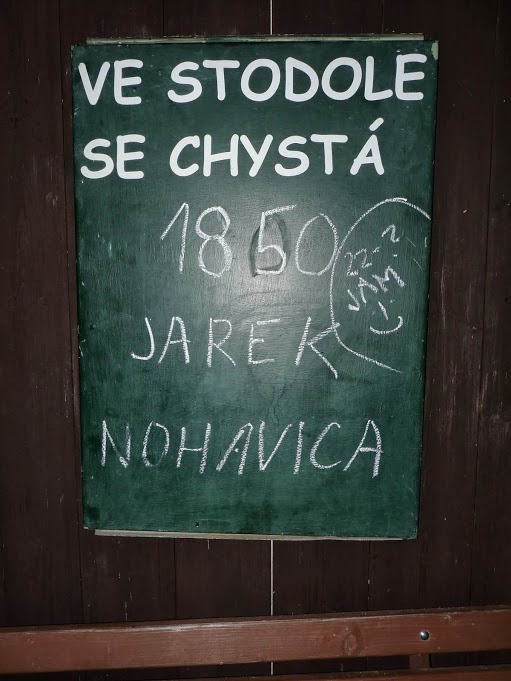 VE STODOLE
SE CHYSTÁ
1850
JAREK
NOHAVICA